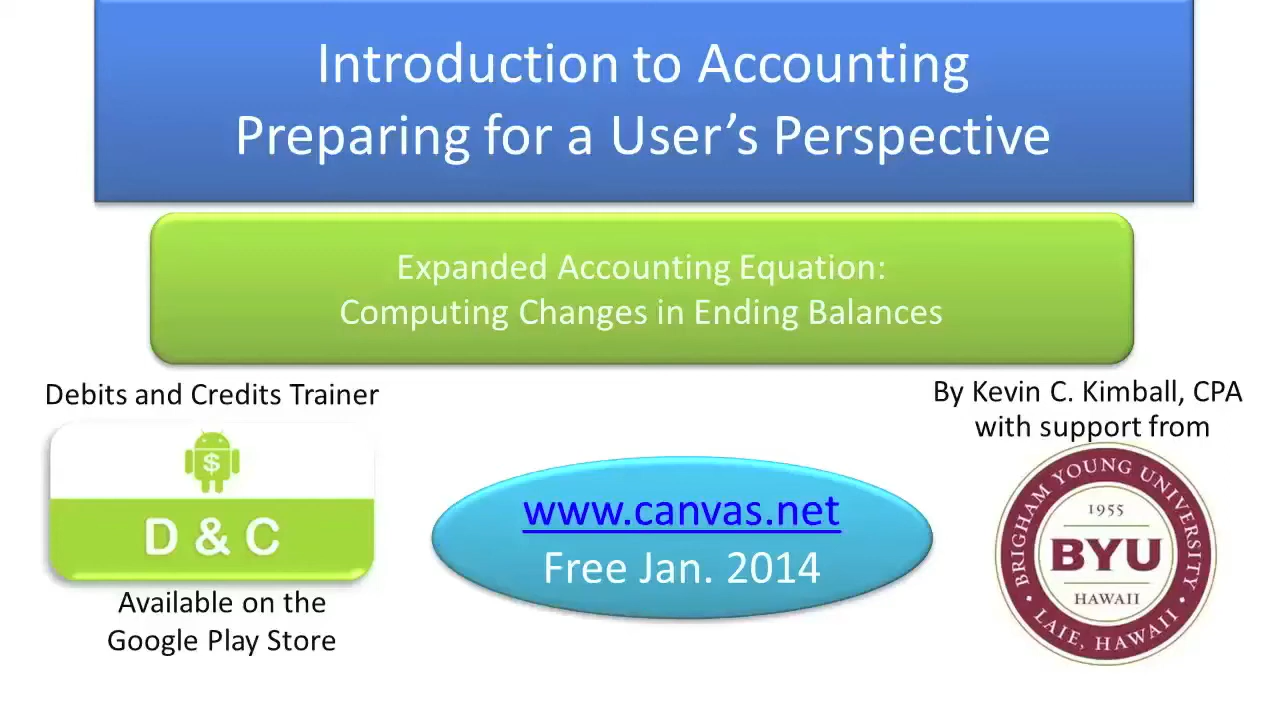 Introduction to Accounting
Preparing for a User’s Perspective
Expanded Accounting Equation:
Computing Changes in Ending Balances
Debits and Credits Trainer
$
D & C
Available on the
Google Play Store
www.canvas.net
Free Jan. 2014
By Kevin C. Kimball, CPA
with support from
BRIGHAM YOUNG UNIVERSITY
1955
BYU
HAWAII
• LAIE, HAWAII •